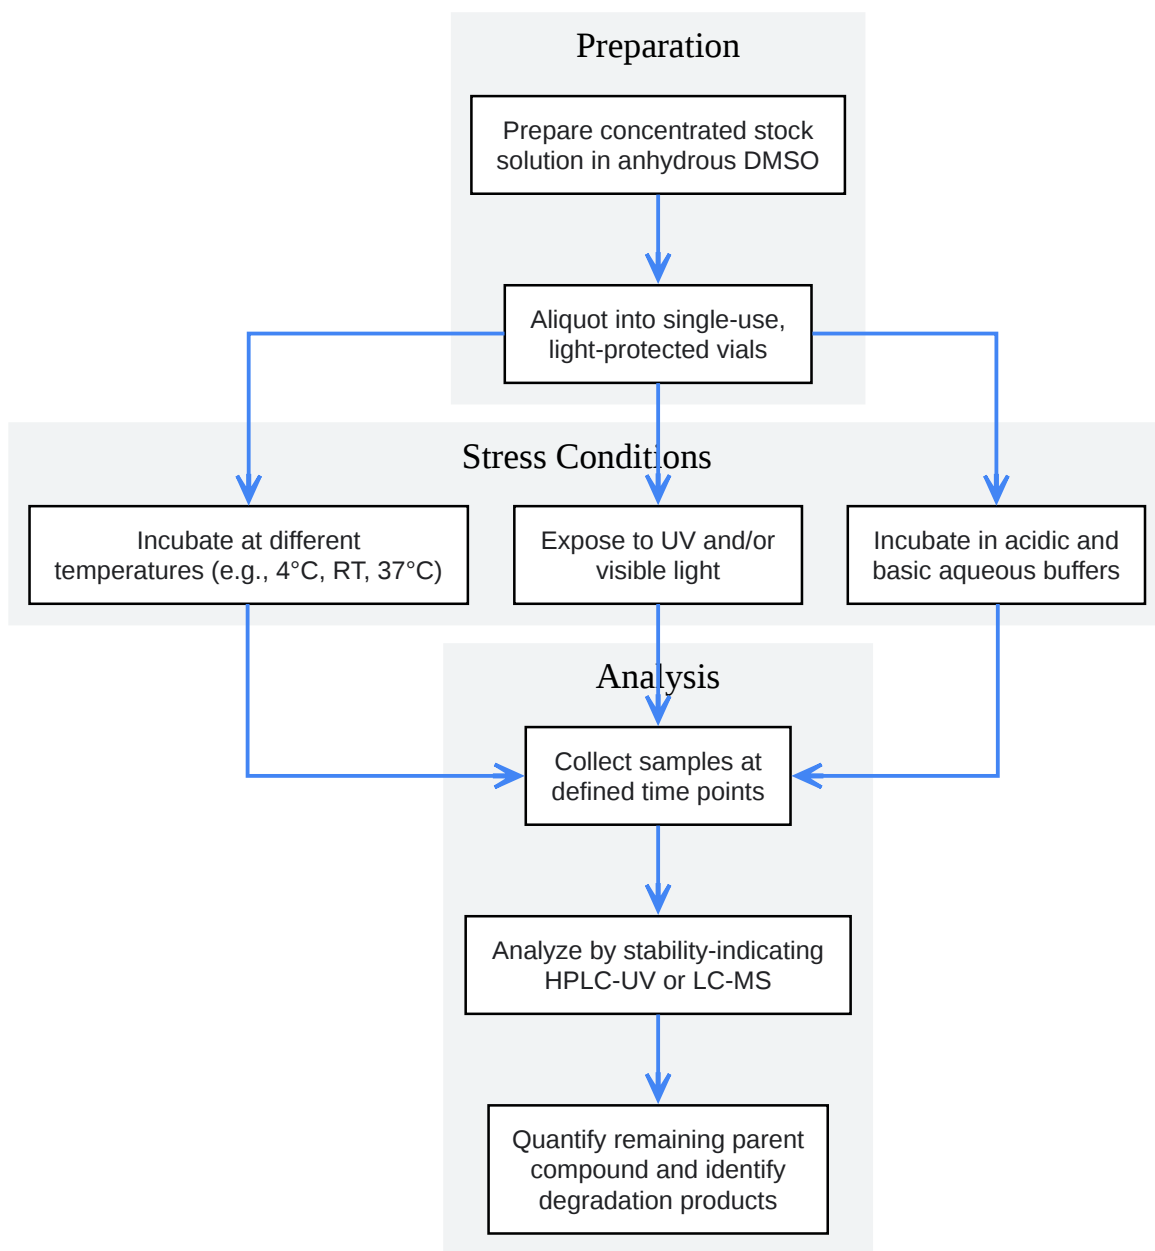 Preparation
Prepare concentrated stock
solution in anhydrous DMSO
Aliquot into single-use,
light-protected vials
Stress Conditions
Incubate at different
temperatures (e.g., 4°C, RT, 37°C)
Expose to UV and/or
visible light
Incubate in acidic and
basic aqueous buffers
Analysis
Collect samples at
defined time points
Analyze by stability-indicating
HPLC-UV or LC-MS
Quantify remaining parent
compound and identify
degradation products